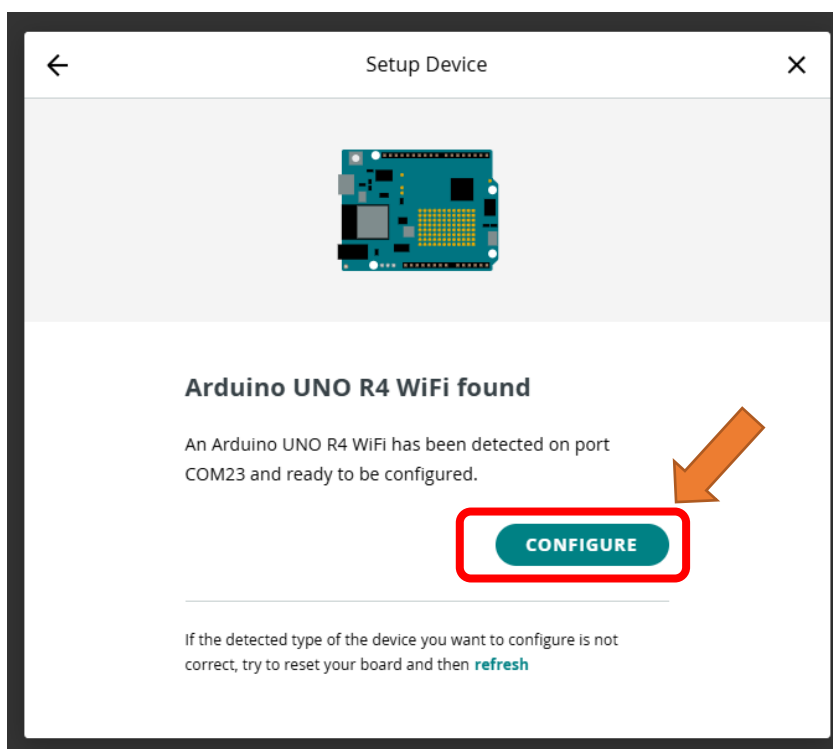 Setup Device
Arduino UNO R4 WiFi found
An Arduino UNO R4 WiFi has been detected on port
COM23 and ready to be configured.
CONFIGURE
If the detected type of the device you want to configure is not
correct, try to reset your board and then refresh